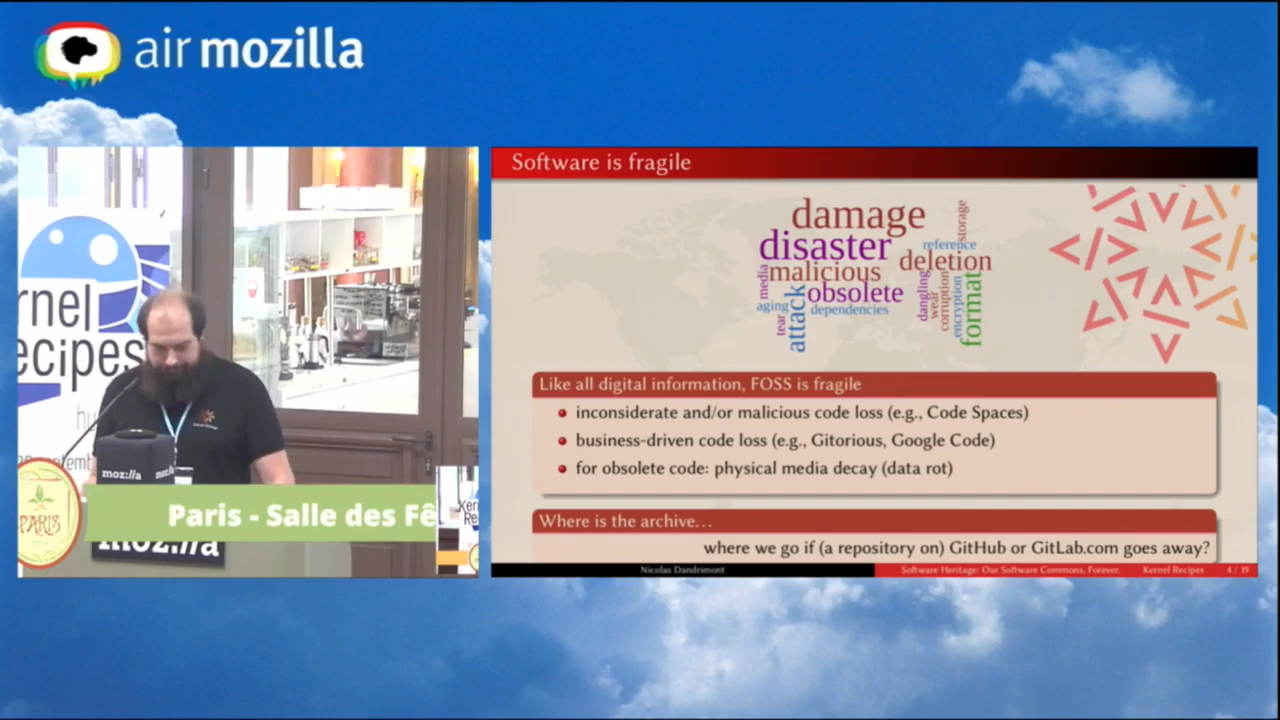 air mozilla
Software is fragile
damage
disaster
storage
reference
deletion
media
malicious
obsolete
aging
dependencies
tear
attack
dangling
wear
corruption
encryption
format
Like all digital information, FOSS is fragile
inconsiderate and/or malicious code loss (e.g., Code Spaces)
business-driven code loss (e.g., Gitorious, Google Code)
for obsolete code: physical media decay (data rot)
Where is the archive…
where we go if (a repository on) GitHub or GitLab.com goes away?
Nicolas Dandrimont
Software Heritage: Our Software Commons, Forever.
Kernel Recipes
4 / 19
rnel
ecipes
hu
moz://a
PARIS
Paris - Salle des Fê
Ker
Re
moz://a